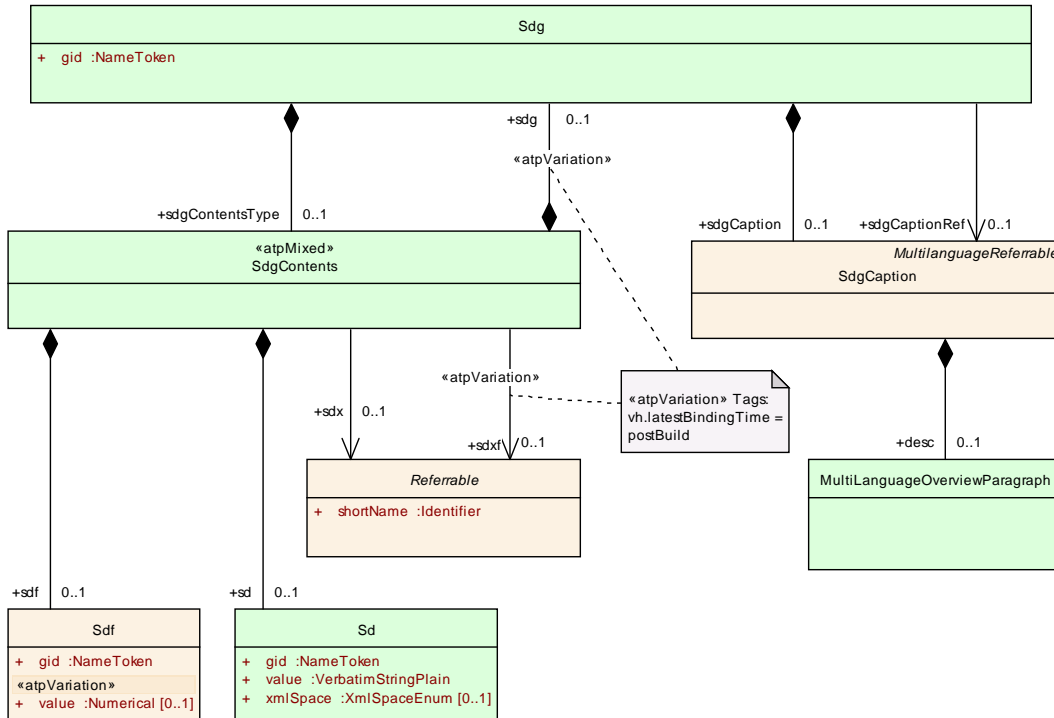 Sdg
+ gid :NameToken
+sdg 0..1
«atpVariation»
+sdgContentsType 0..1
+sdgCaption 0..1
+sdgCaptionRef 0..1
«atpMixed»
SdgContents
MultilanguageReferrable
SdgCaption
«atpVariation»
«atpVariation» Tags:
vh.latestBindingTime =
postBuild
+sdx 0..1
+sdxf 0..1
+desc 0..1
Referrable
+ shortName :Identifier
MultiLanguageOverviewParagraph
+sdf 0..1
+sd 0..1
Sdf
+ gid :NameToken
«atpVariation»
+ value :Numerical [0..1]
Sd
+ gid :NameToken
+ value :VerbatimStringPlain
+ xmlSpace :XmlSpaceEnum [0..1]